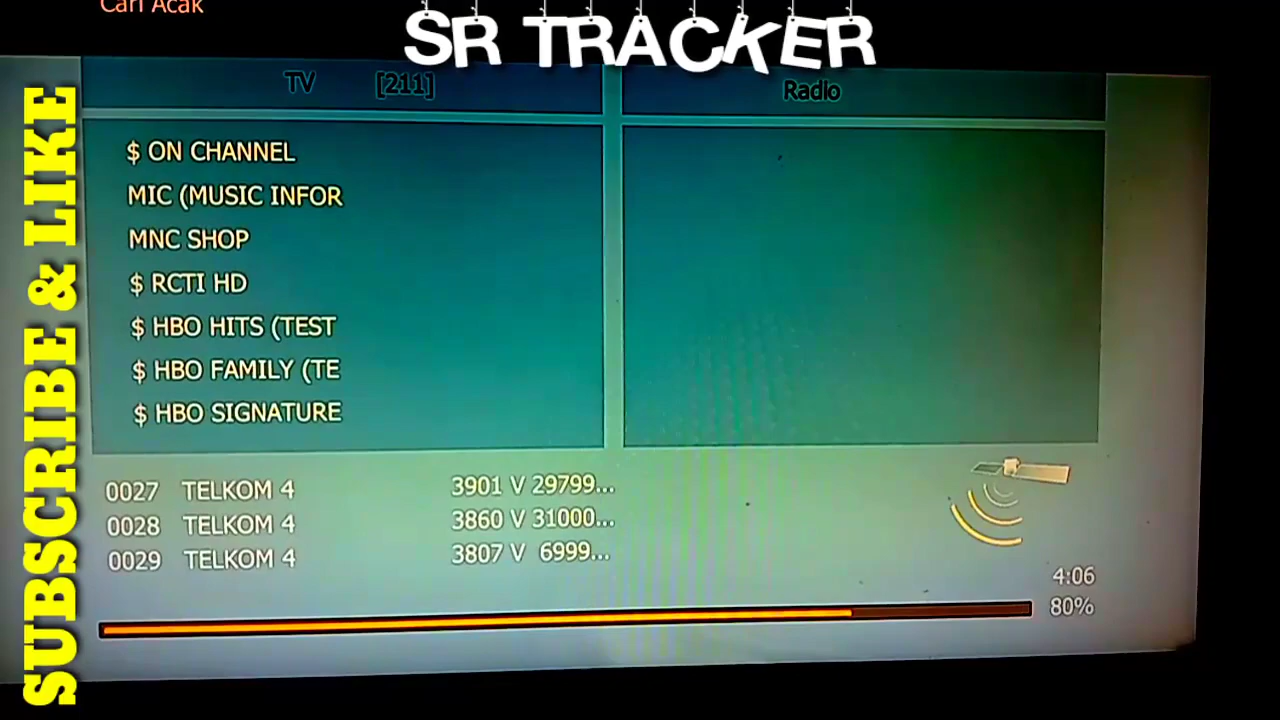 Cari Acak
SR TRACKER
SUBSCRIBE & LIKE
TV [211]
Radio
$ ON CHANNEL
MIC (MUSIC INFOR
MNC SHOP
$ RCTI HD
$ HBO HITS (TEST
$ HBO FAMILY (TE
$ HBO SIGNATURE
0027 TELKOM 4 3901 V 29799...
0028 TELKOM 4 3860 V 31000...
0029 TELKOM 4 3807 V 6999...
4:06
80%